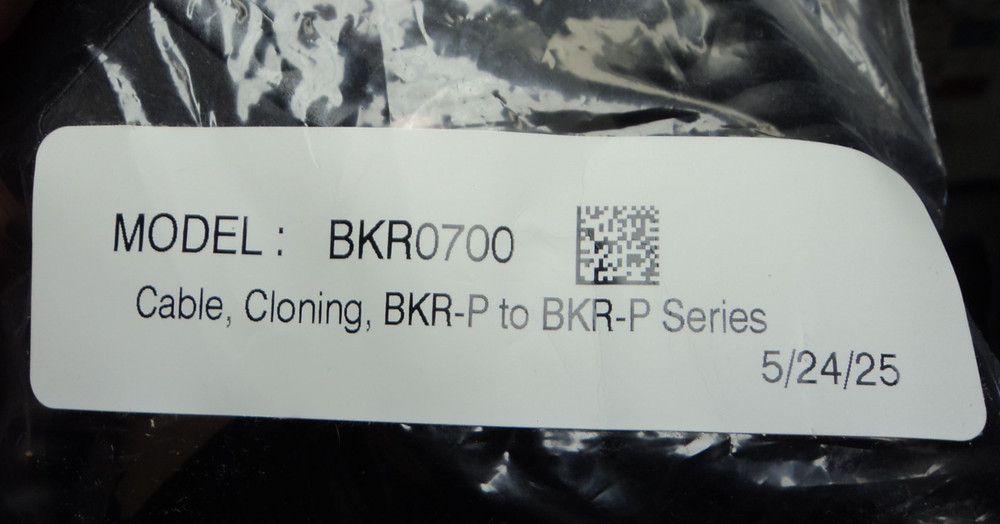 MODEL : BKR0700
Cable, Cloning, BKR-P to BKR-P Series
5/24/25